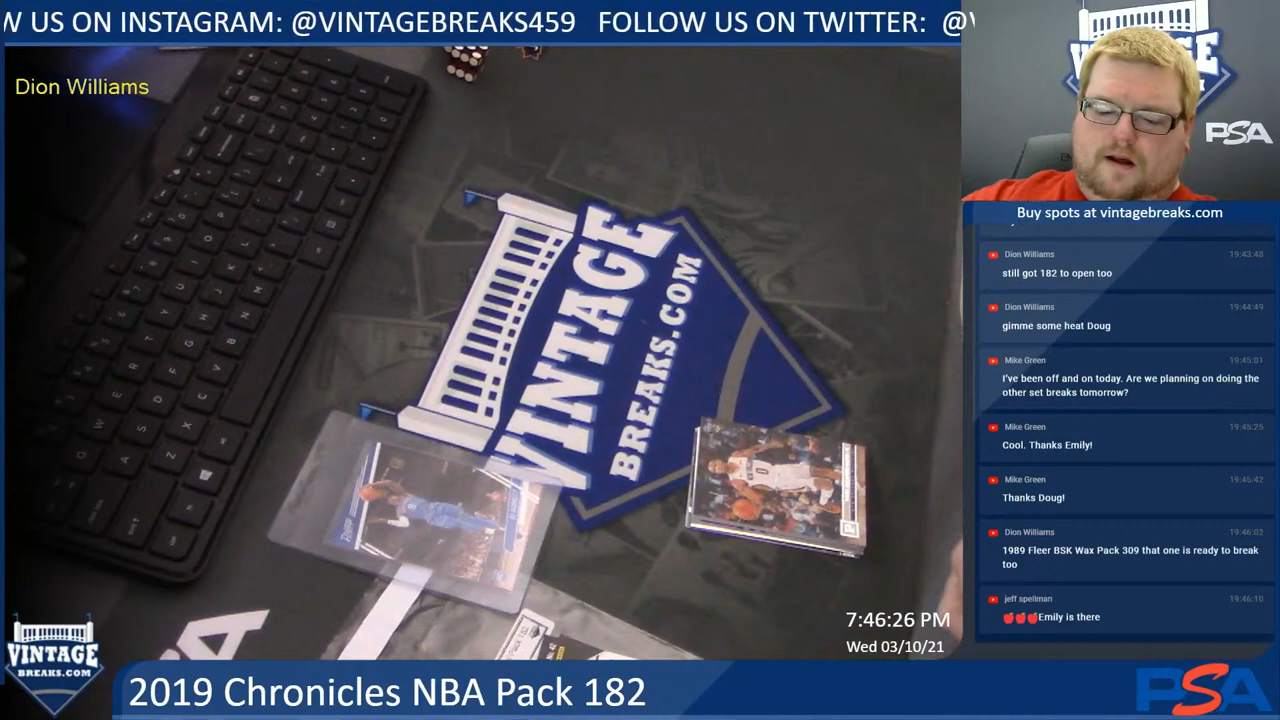 W US ON INSTAGRAM: @VINTAGEBREAKS459 FOLLOW US ON TWITTER: @V
Dion Williams
VINTAGE
PSA
Buy spots at vintagebreaks.com
Dion Williams 19:43:48
still got 182 to open too
Dion Williams 19:44:49
gimme some heat Doug
Mike Green 19:45:01
I've been off and on today. Are we planning on doing the
other set breaks tomorrow?
Mike Green 19:45:25
Cool. Thanks Emily!
Mike Green 19:45:42
Thanks Doug!
Dion Williams 19:46:02
1989 Fleer BSK Wax Pack 309 that one is ready to break
too
jeff spellman 19:46:10
🍎🍎🍎Emily is there
VINTAGE
BREAKS.COM
Pack 182
7:46:26 PM
Wed 03/10/21
VINTAGE
BREAKS.COM
2019 Chronicles NBA Pack 182
PSA